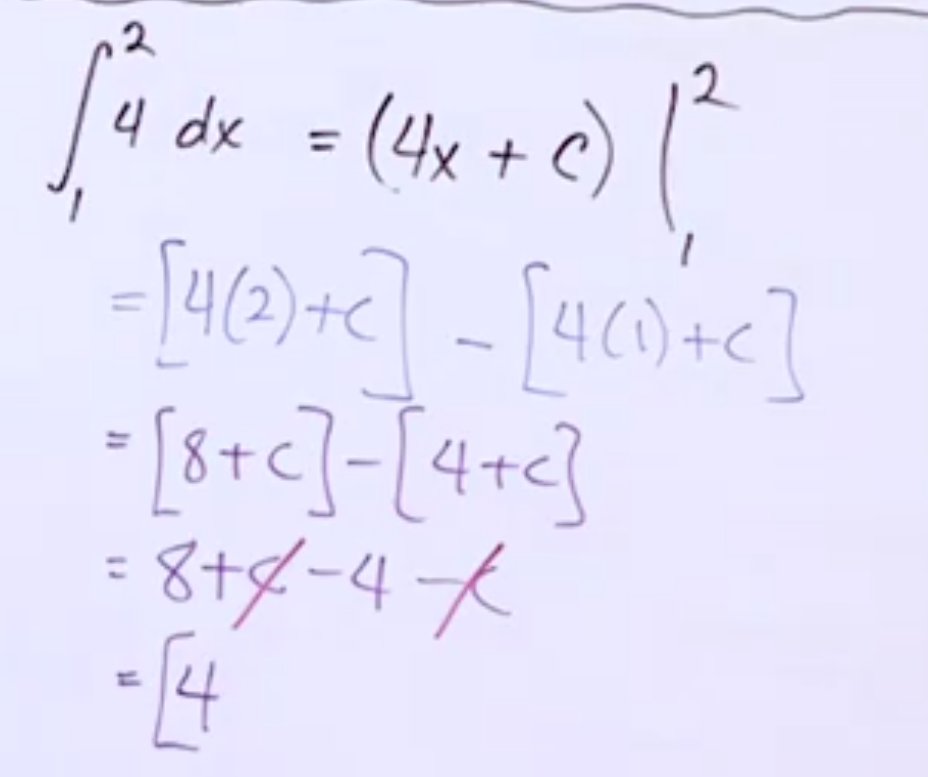 ∫₁² 4 dx = (4x + c) |₁²
= [4(2)+c] - [4(1)+c]
= [8+c] - [4+c]
= 8+c - 4 - c
= [4